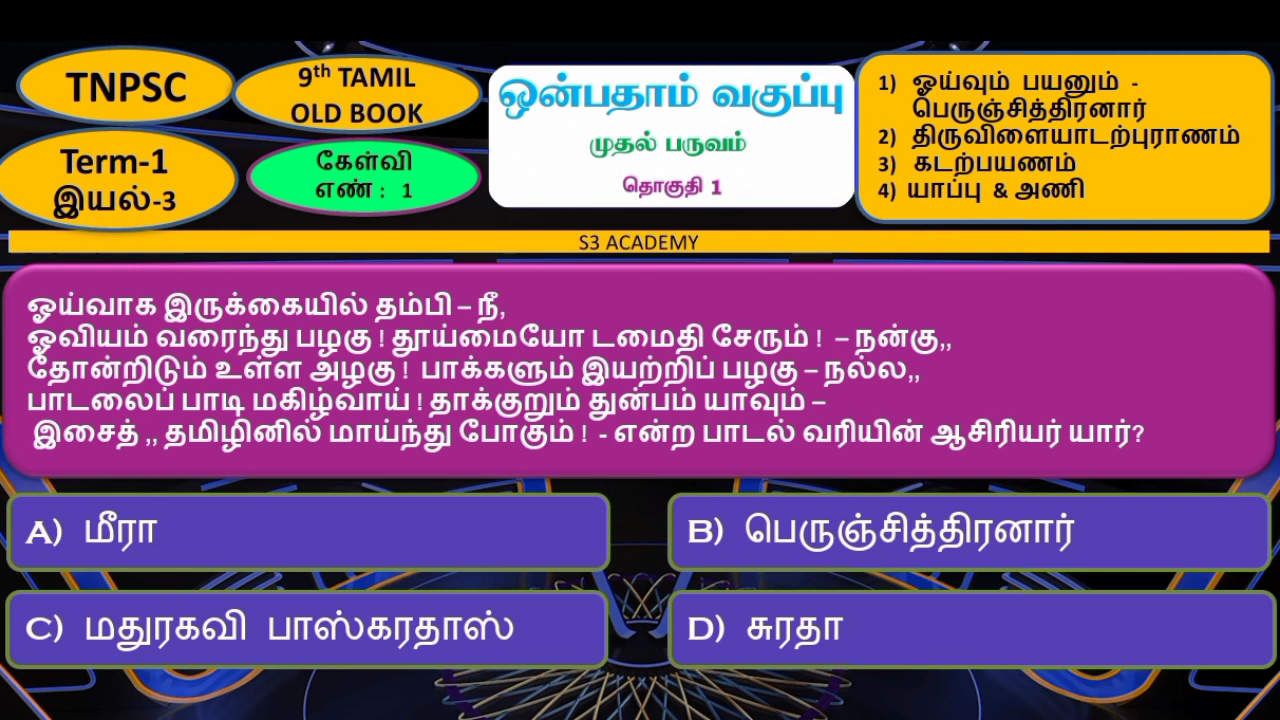 TNPSC
9th TAMIL
OLD BOOK
Term-1
இயல்-3
கேள்வி
எண் : 1
ஒன்பதாம் வகுப்பு
முதல் பருவம்
தொகுதி 1
1) ஓய்வும் பயனும் -
பெருஞ்சித்திரனார்
2) திருவிளையாடற்புராணம்
3) கடற்பயணம்
4) யாப்பு & அணி
S3 ACADEMY
ஓய்வாக இருக்கையில் தம்பி – நீ,
ஓவியம் வரைந்து பழகு ! தூய்மையோ டமைதி சேரும் ! – நன்கு,,
தோன்றிடும் உள்ள அழகு ! பாக்களும் இயற்றிப் பழகு – நல்ல,,
பாடலைப் பாடி மகிழ்வாய் ! தாக்குறும் துன்பம் யாவும் –
இசைத் ,, தமிழினில் மாய்ந்து போகும் ! - என்ற பாடல் வரியின் ஆசிரியர் யார்?
A) மீரா
B) பெருஞ்சித்திரனார்
C) மதுரகவி பாஸ்கரதாஸ்
D) சுரதா